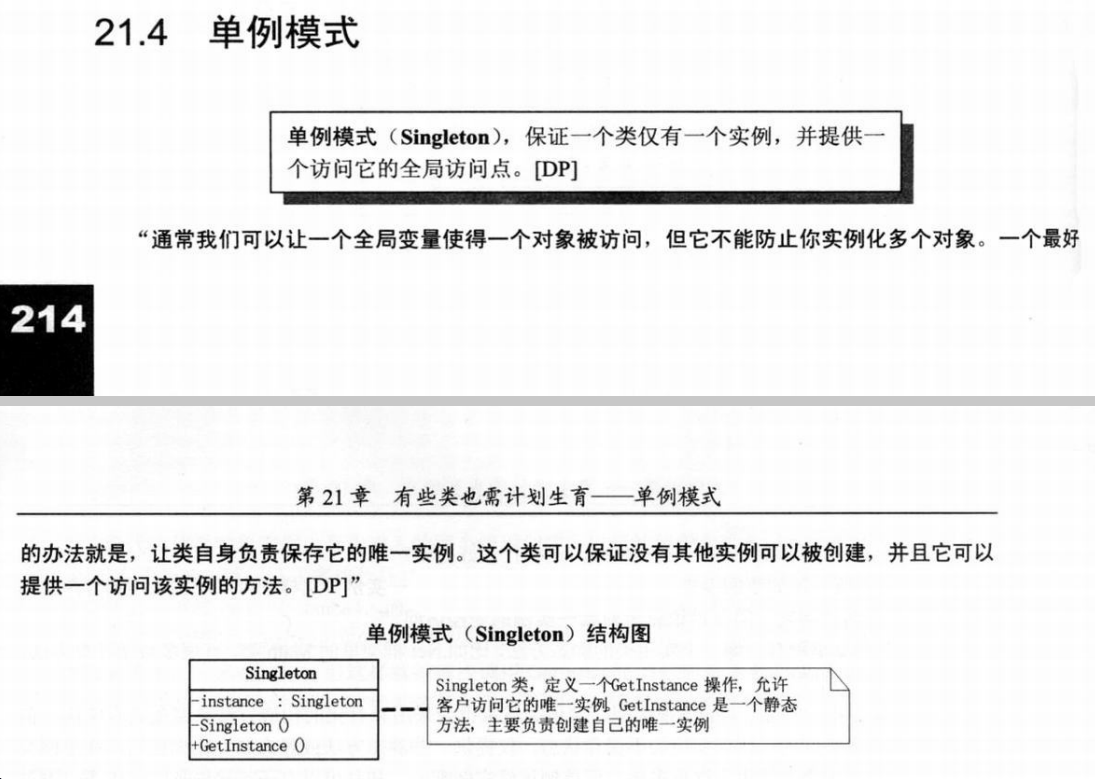 21.4 单例模式
单例模式（Singleton），保证一个类仅有一个实例，并提供一
个访问它的全局访问点。[DP]
“通常我们可以让一个全局变量使得一个对象被访问，但它不能防止你实例化多个对象。一个最好
214
第 21 章 有些类也需计划生育——单例模式
的办法就是，让类自身负责保存它的唯一实例。这个类可以保证没有其他实例可以被创建，并且它可以
提供一个访问该实例的方法。[DP]”
单例模式（Singleton）结构图
Singleton
-instance : Singleton
-Singleton ()
+GetInstance ()
Singleton 类，定义一个GetInstance 操作，允许
客户访问它的唯一实例。GetInstance 是一个静态
方法，主要负责创建自己的唯一实例